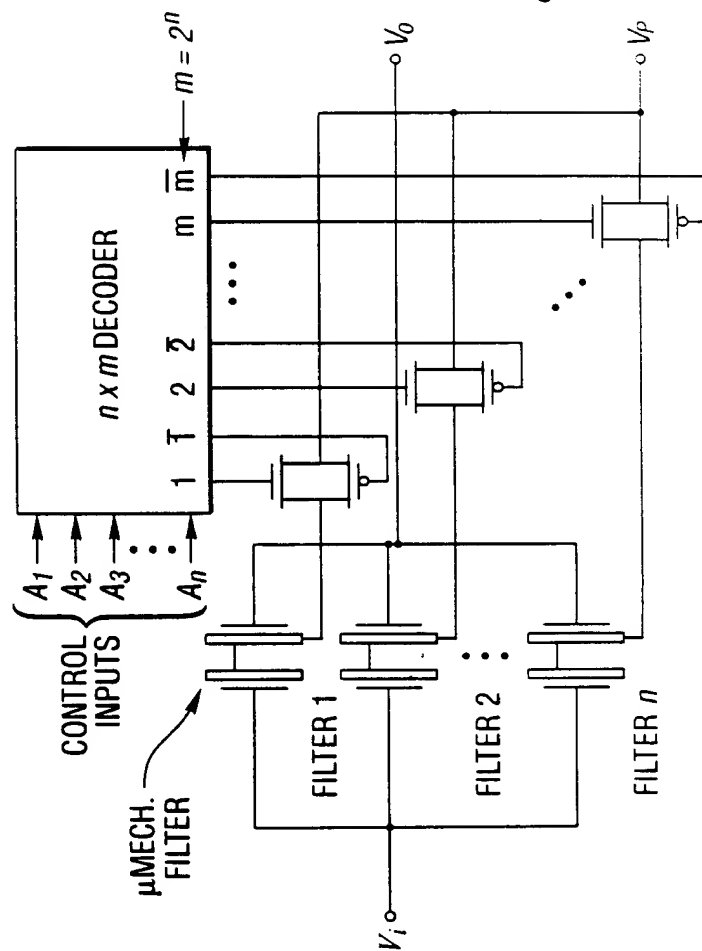 CONTROL
INPUTS
A1
A2
A3
An
n x m DECODER
m = 2ⁿ
1
1̅
2
2̅
m
m̅
µMECH.
FILTER
FILTER 1
FILTER 2
FILTER n
Vi
Vo
VP